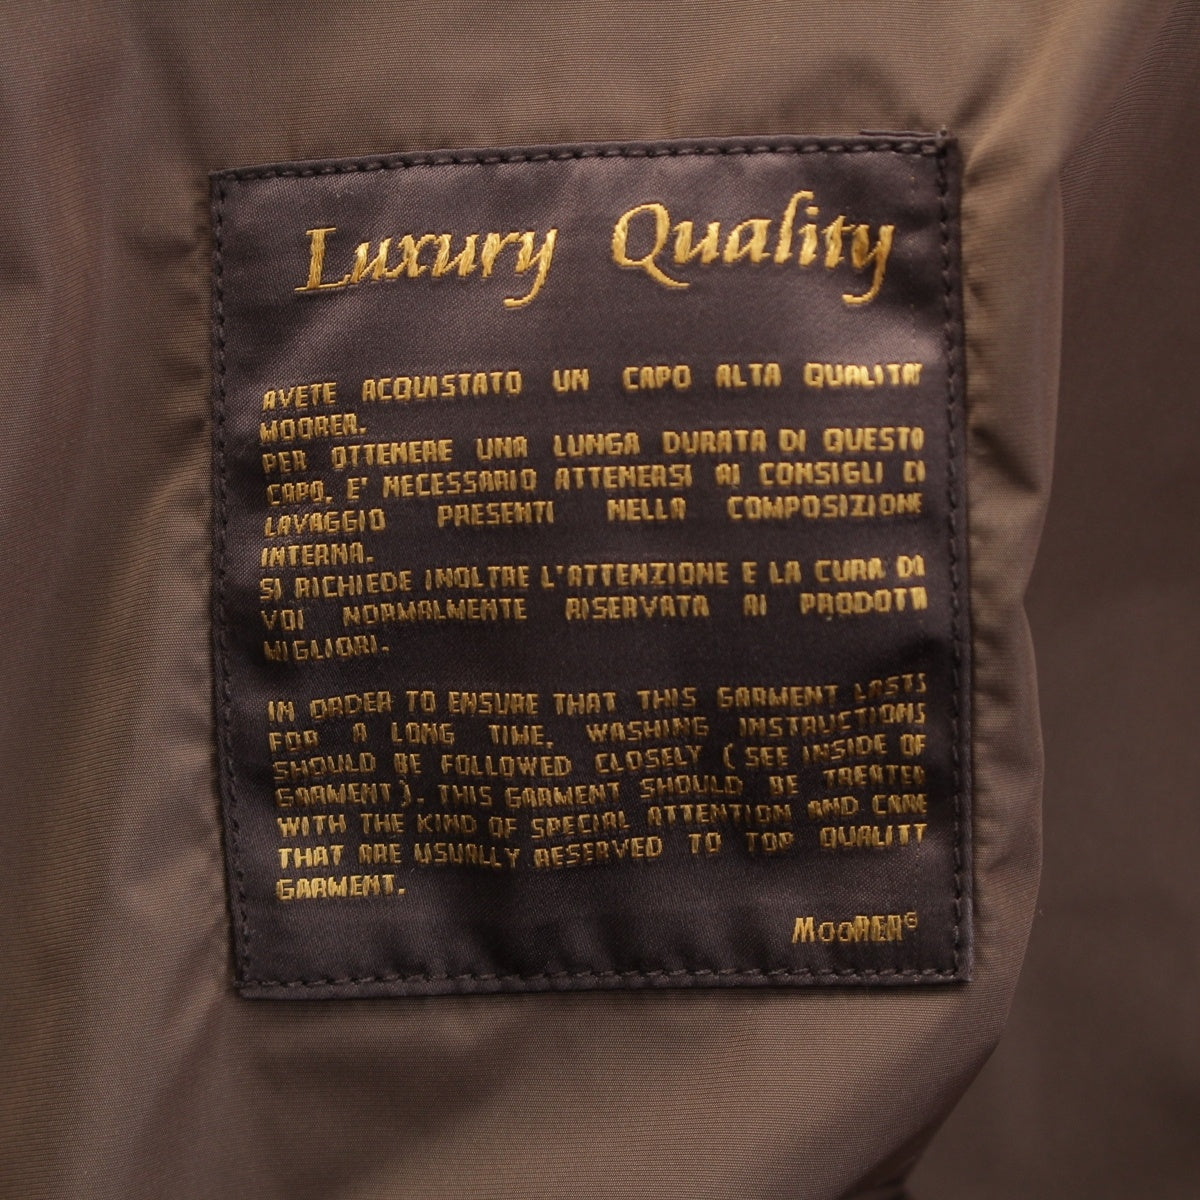 Luxury Quality
AVETE ACQUISTATO UN CAPO ALTA QUALITA'
MOORER.
PER OTTENERE UNA LUNGA DURATA DI QUESTO
CAPO, E' NECESSARIO ATTENERSI AI CONSIGLI DI
LAVAGGIO PRESENTI NELLA COMPOSIZIONE
INTERNA.
SI RICHIEDE INOLTRE L'ATTENZIONE E LA CURA DI
VOI NORMALMENTE RISERVATA AI PRODOTTI
MIGLIORI.
IN ORDER TO ENSURE THAT THIS GARMENT LASTS
FOR A LONG TIME, WASHING INSTRUCTIONS
SHOULD BE FOLLOWED CLOSELY (SEE INSIDE OF
GARMENT). THIS GARMENT SHOULD BE TREATED
WITH THE KIND OF SPECIAL ATTENTION AND CARE
THAT ARE USUALLY RESERVED TO TOP QUALITY
GARMENT.
MOORER©